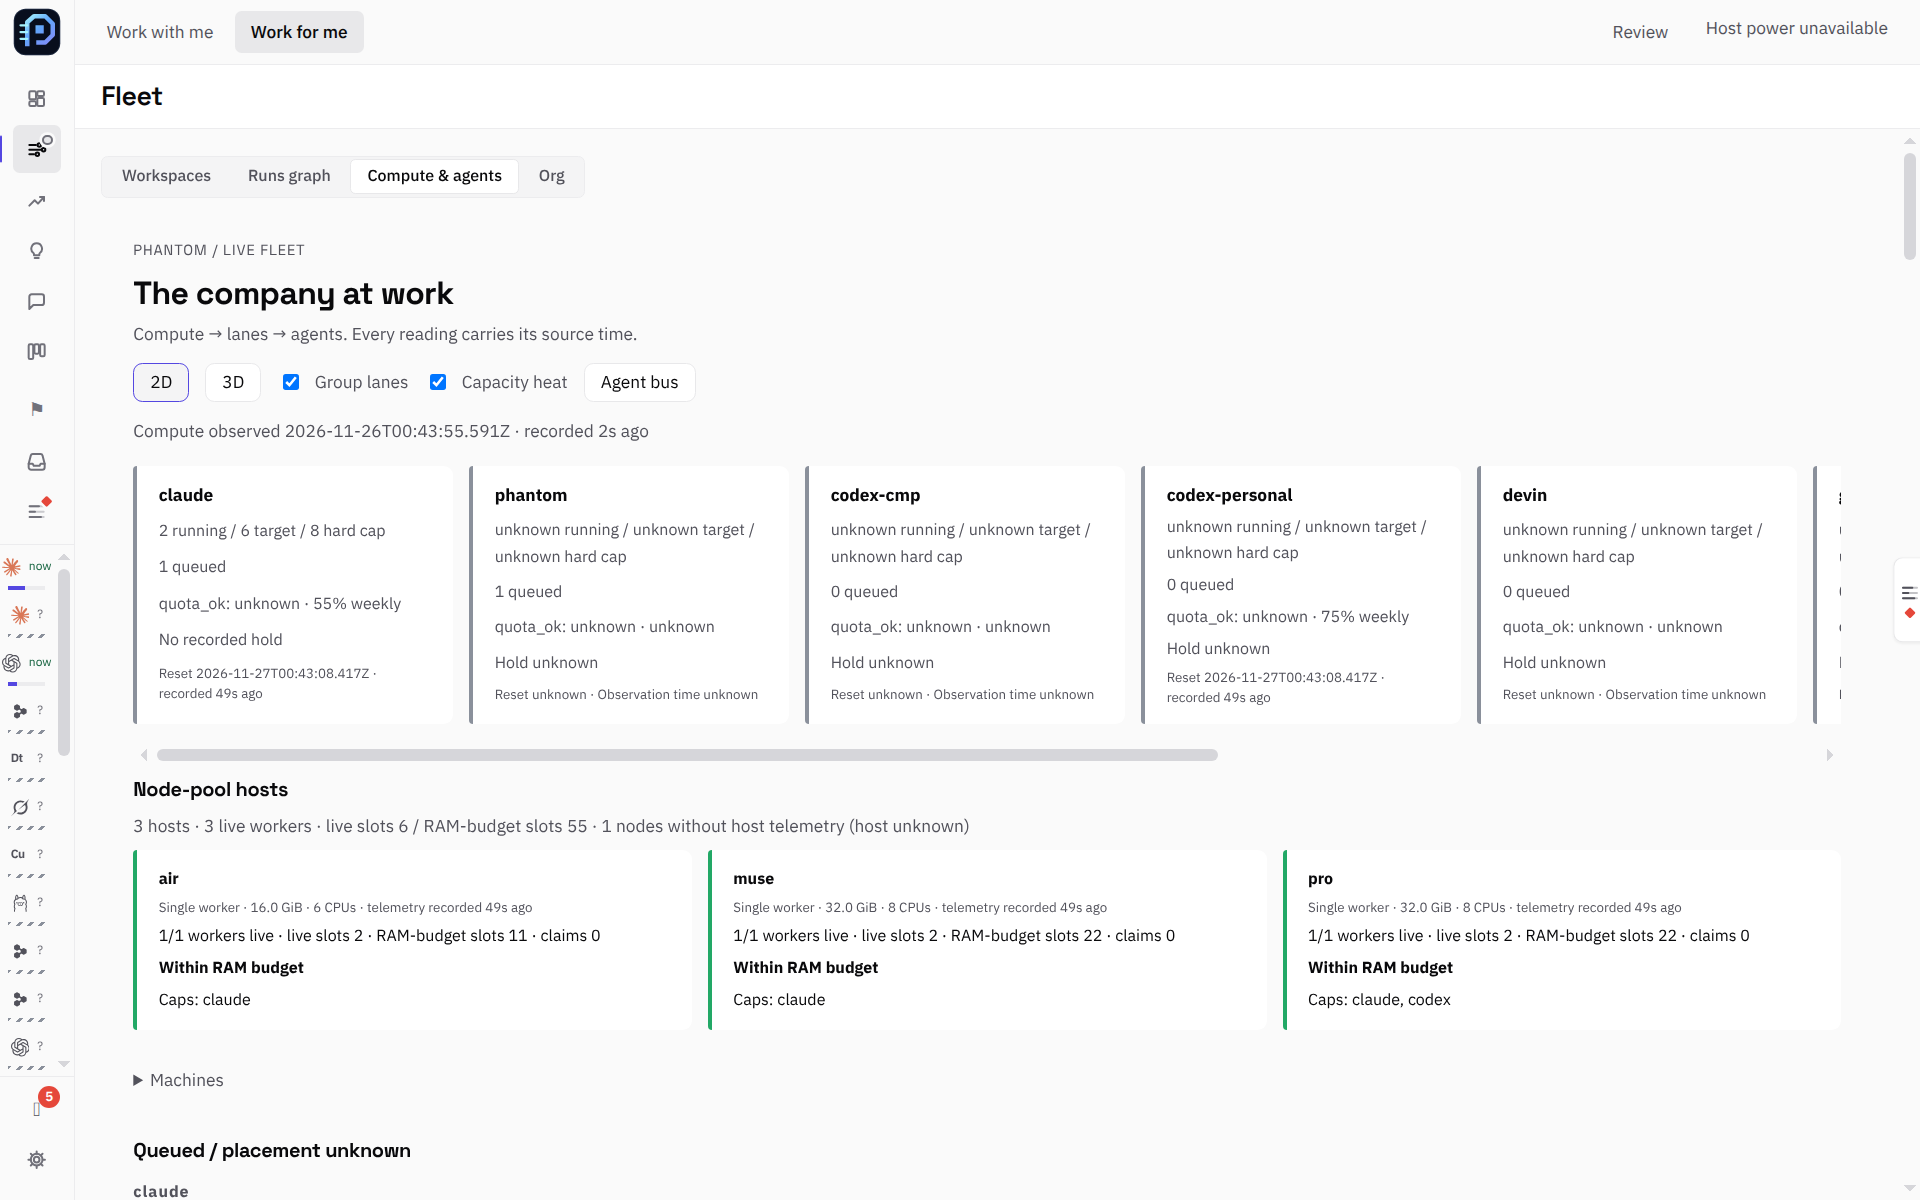 Work with me
Work for me
Review
Host power unavailable
Fleet
Workspaces
Runs graph
Compute & agents
Org
PHANTOM / LIVE FLEET
The company at work
Compute → lanes → agents. Every reading carries its source time.
2D
3D
Group lanes
Capacity heat
Agent bus
Compute observed 2026-11-26T00:43:55.591Z · recorded 2s ago
claude
2 running / 6 target / 8 hard cap
1 queued
quota_ok: unknown · 55% weekly
No recorded hold
Reset 2026-11-27T00:43:08.417Z ·
recorded 49s ago
phantom
unknown running / unknown target /
unknown hard cap
1 queued
quota_ok: unknown · unknown
Hold unknown
Reset unknown · Observation time unknown
codex-cmp
unknown running / unknown target /
unknown hard cap
0 queued
quota_ok: unknown · unknown
Hold unknown
Reset unknown · Observation time unknown
codex-personal
unknown running / unknown target /
unknown hard cap
0 queued
quota_ok: unknown · 75% weekly
Hold unknown
Reset 2026-11-27T00:43:08.417Z ·
recorded 49s ago
devin
unknown running / unknown target /
unknown hard cap
0 queued
quota_ok: unknown · unknown
Hold unknown
Reset unknown · Observation time unknown
Node-pool hosts
3 hosts · 3 live workers · live slots 6 / RAM-budget slots 55 · 1 nodes without host telemetry (host unknown)
air
Single worker · 16.0 GiB · 6 CPUs · telemetry recorded 49s ago
1/1 workers live · live slots 2 · RAM-budget slots 11 · claims 0
Within RAM budget
Caps: claude
muse
Single worker · 32.0 GiB · 8 CPUs · telemetry recorded 49s ago
1/1 workers live · live slots 2 · RAM-budget slots 22 · claims 0
Within RAM budget
Caps: claude
pro
Single worker · 32.0 GiB · 8 CPUs · telemetry recorded 49s ago
1/1 workers live · live slots 2 · RAM-budget slots 22 · claims 0
Within RAM budget
Caps: claude, codex
Machines
Queued / placement unknown
claude
now
?
now
?
Dt ?
?
Cu ?
?
?
?
?
5